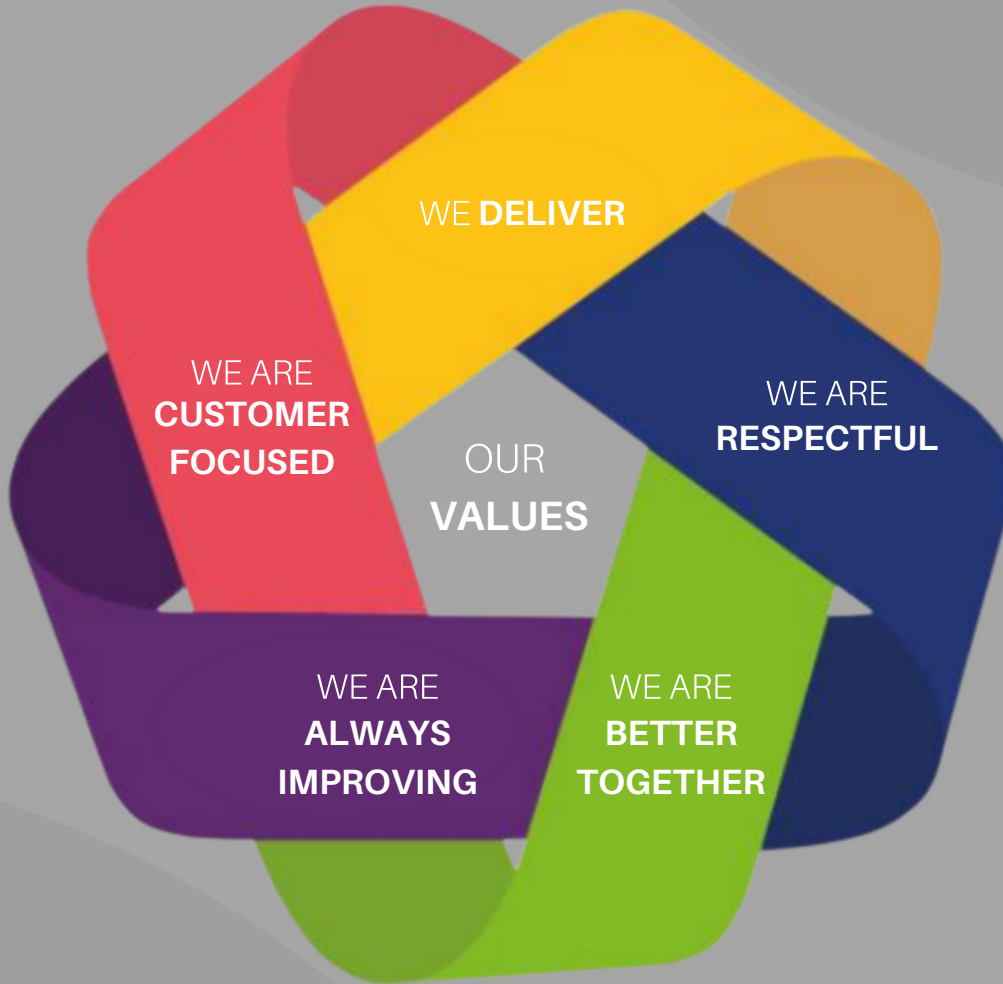 WE DELIVER
WE ARE
CUSTOMER
FOCUSED
WE ARE
RESPECTFUL
OUR
VALUES
WE ARE
ALWAYS
IMPROVING
WE ARE
BETTER
TOGETHER